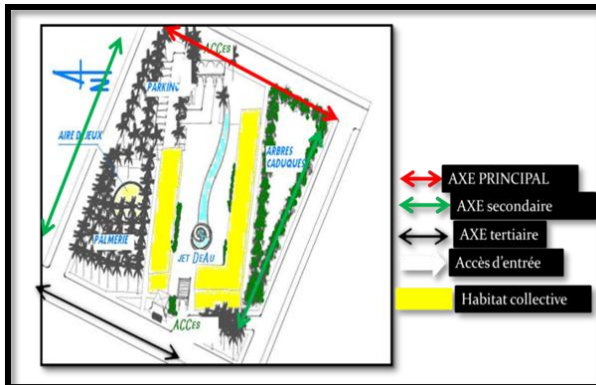 ACCES
PARKING
AIRE DE JEUX
ARBRES
CADUQUES
PALMERIE
JET DEAU
ACCES
AXE PRINCIPAL
AXE secondaire
AXE tertiaire
Accès d'entrée
Habitat collective